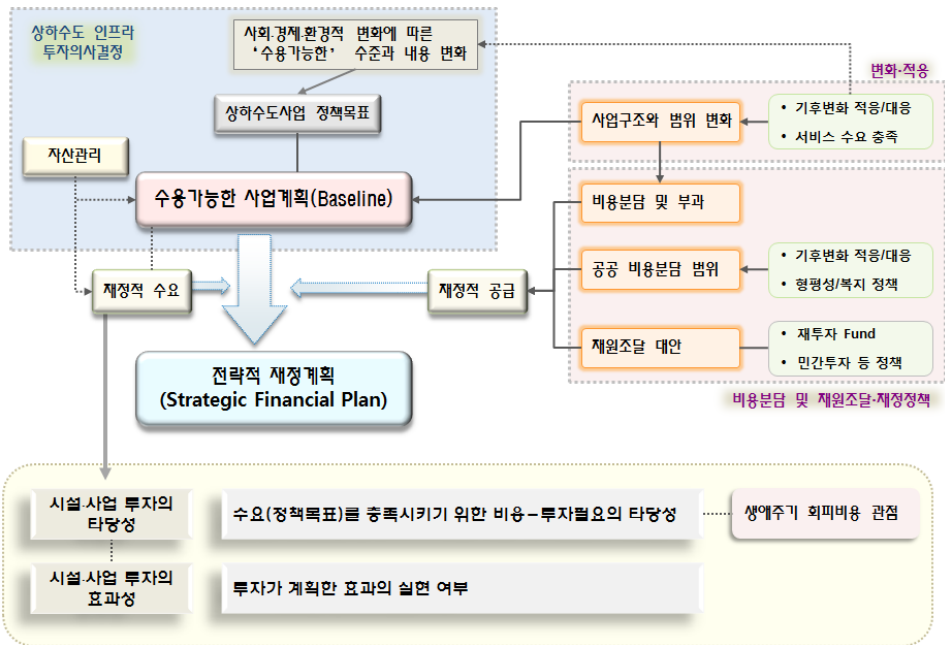 상하수도 인프라
투자의사결정
사회·경제·환경적 변화에 따른
‘수용가능한’ 수준과 내용 변화
상하수도사업 정책목표
자산관리
수용가능한 사업계획(Baseline)
변화·적응
사업구조와 범위 변화
• 기후변화 적응/대응
• 서비스 수요 충족
비용분담 및 부과
공공 비용분담 범위
• 기후변화 적응/대응
• 형평성/복지 정책
재원조달 대안
• 재투자 Fund
• 민간투자 등 정책
비용분담 및 재원조달·재정정책
재정적 수요
재정적 공급
전략적 재정계획
(Strategic Financial Plan)
시설·사업 투자의
타당성
수요(정책목표)를 충족시키기 위한 비용–투자필요의 타당성
생애주기 회피비용 관점
시설·사업 투자의
효과성
투자가 계획한 효과의 실현 여부